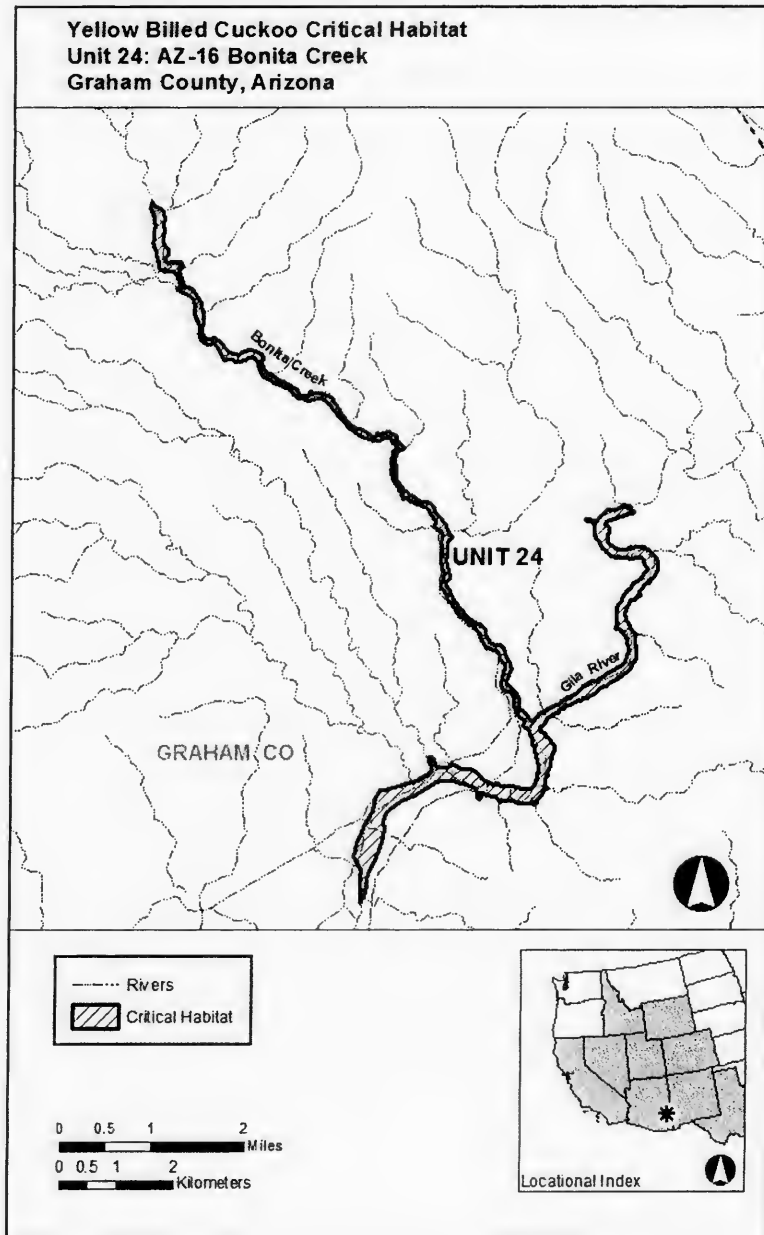 Yellow Billed Cuckoo Critical Habitat
Unit 24: AZ-16 Bonita Creek
Graham County, Arizona
Bonita Creek
UNIT 24
Gila River
GRAHAM CO
Rivers
Critical Habitat
0 0.5 1 2
Miles
0 0.5 1 2
Kilometers
Locational Index